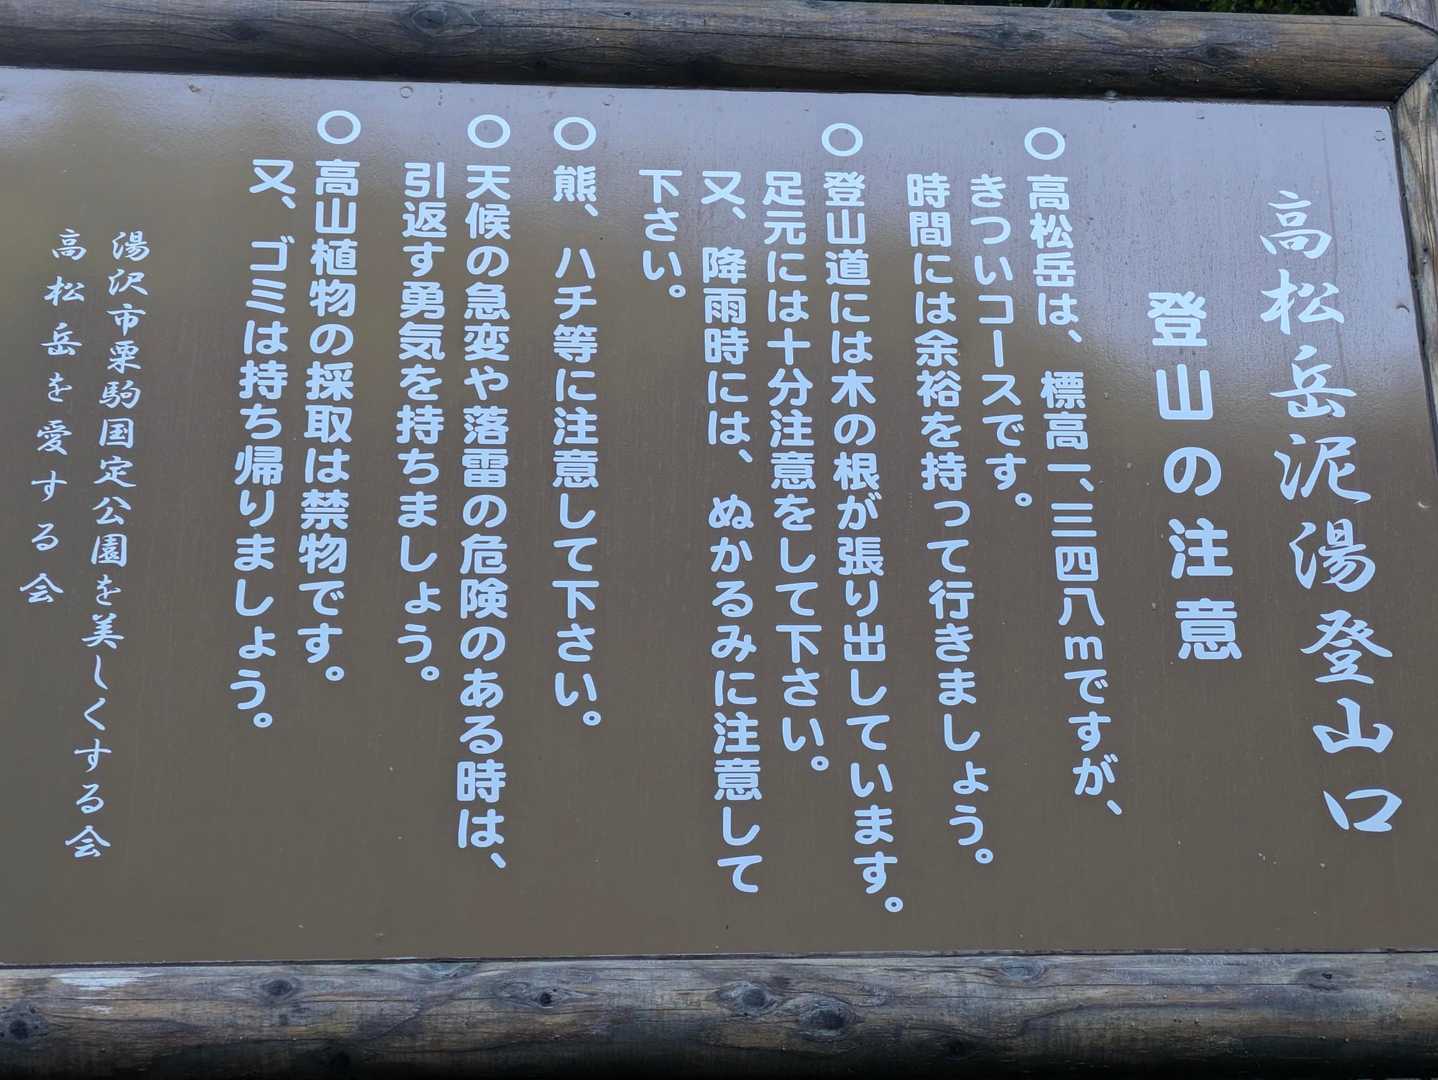 高松岳泥湯登山口
登山の注意
○高松岳は、標高一、三四八mですが、
きついコースです。
時間には余裕を持って行きましょう。
○登山道には木の根が張り出しています。
足元には十分注意をして下さい。
又、降雨時には、ぬかるみに注意して
下さい。
○熊、ハチ等に注意して下さい。
○天候の急変や落雷の危険のある時は、
引返す勇気を持ちましょう。
○高山植物の採取は禁物です。
又、ゴミは持ち帰りましょう。
湯沢市栗駒国定公園を美しくする会
高松岳を愛する会